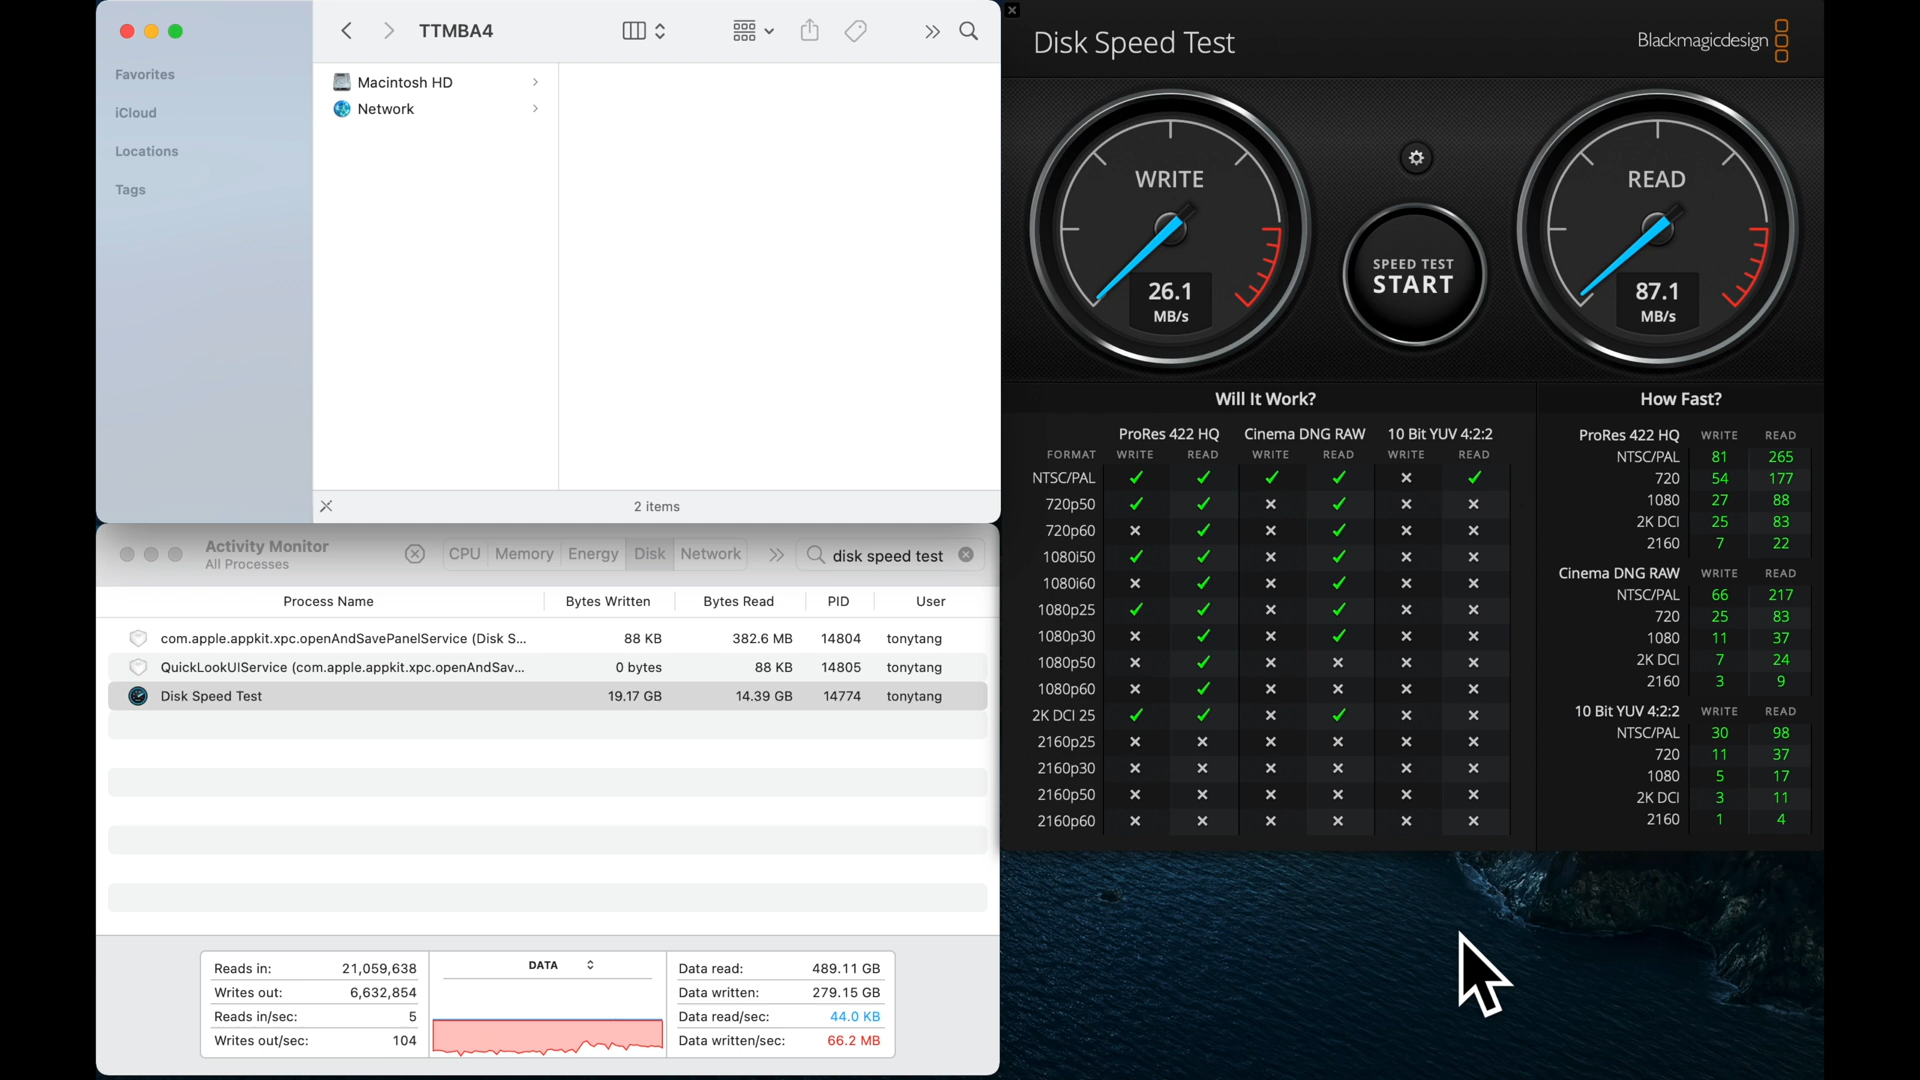 TTMBA4
Favorites
iCloud
Locations
Tags
Macintosh HD
Network
2 items
Activity Monitor
All Processes
CPU Memory Energy Disk Network
disk speed test
Process Name Bytes Written Bytes Read PID User
com.apple.appkit.xpc.openAndSavePanelService (Disk S... 88 KB 382.6 MB 14804 tonytang
QuickLookUIService (com.apple.appkit.xpc.openAndSav... 0 bytes 88 KB 14805 tonytang
Disk Speed Test 19.17 GB 14.39 GB 14774 tonytang
Reads in: 21,059,638
Writes out: 6,632,854
Reads in/sec: 5
Writes out/sec: 104
DATA
Data read: 489.11 GB
Data written: 279.15 GB
Data read/sec: 44.0 KB
Data written/sec: 66.2 MB
Disk Speed Test
Blackmagicdesign
WRITE
26.1
MB/s
SPEED TEST
START
READ
87.1
MB/s
Will It Work?
ProRes 422 HQ Cinema DNG RAW 10 Bit YUV 4:2:2
FORMAT WRITE READ WRITE READ WRITE READ
NTSC/PAL ✓ ✓ ✓ ✓ × ✓
720p50 ✓ ✓ × ✓ × ×
720p60 × ✓ × ✓ × ×
1080i50 ✓ ✓ × ✓ × ×
1080i60 × ✓ × ✓ × ×
1080p25 ✓ ✓ × ✓ × ×
1080p30 × ✓ × ✓ × ×
1080p50 × ✓ × × × ×
1080p60 × ✓ × × × ×
2K DCI 25 ✓ ✓ × ✓ × ×
2160p25 × × × × × ×
2160p30 × × × × × ×
2160p50 × × × × × ×
2160p60 × × × × × ×
How Fast?
ProRes 422 HQ WRITE READ
NTSC/PAL 81 265
720 54 177
1080 27 88
2K DCI 25 83
2160 7 22
Cinema DNG RAW WRITE READ
NTSC/PAL 66 217
720 25 83
1080 11 37
2K DCI 7 24
2160 3 9
10 Bit YUV 4:2:2 WRITE READ
NTSC/PAL 30 98
720 11 37
1080 5 17
2K DCI 3 11
2160 1 4